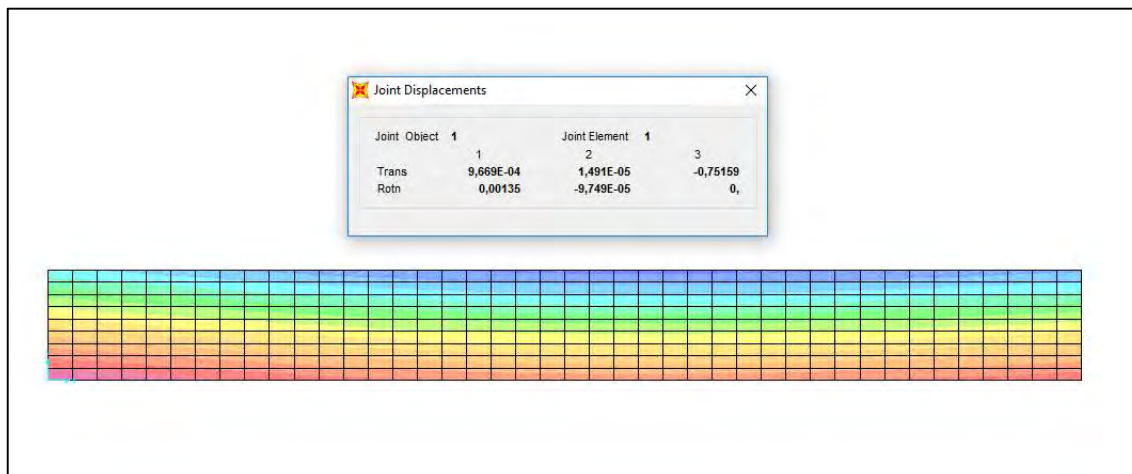 Joint Displacements
Joint Object 1 Joint Element 1
1 2 3
Trans 9,669E-04 1,491E-05 -0,75159
Rotn 0,00135 -9,749E-05 0,